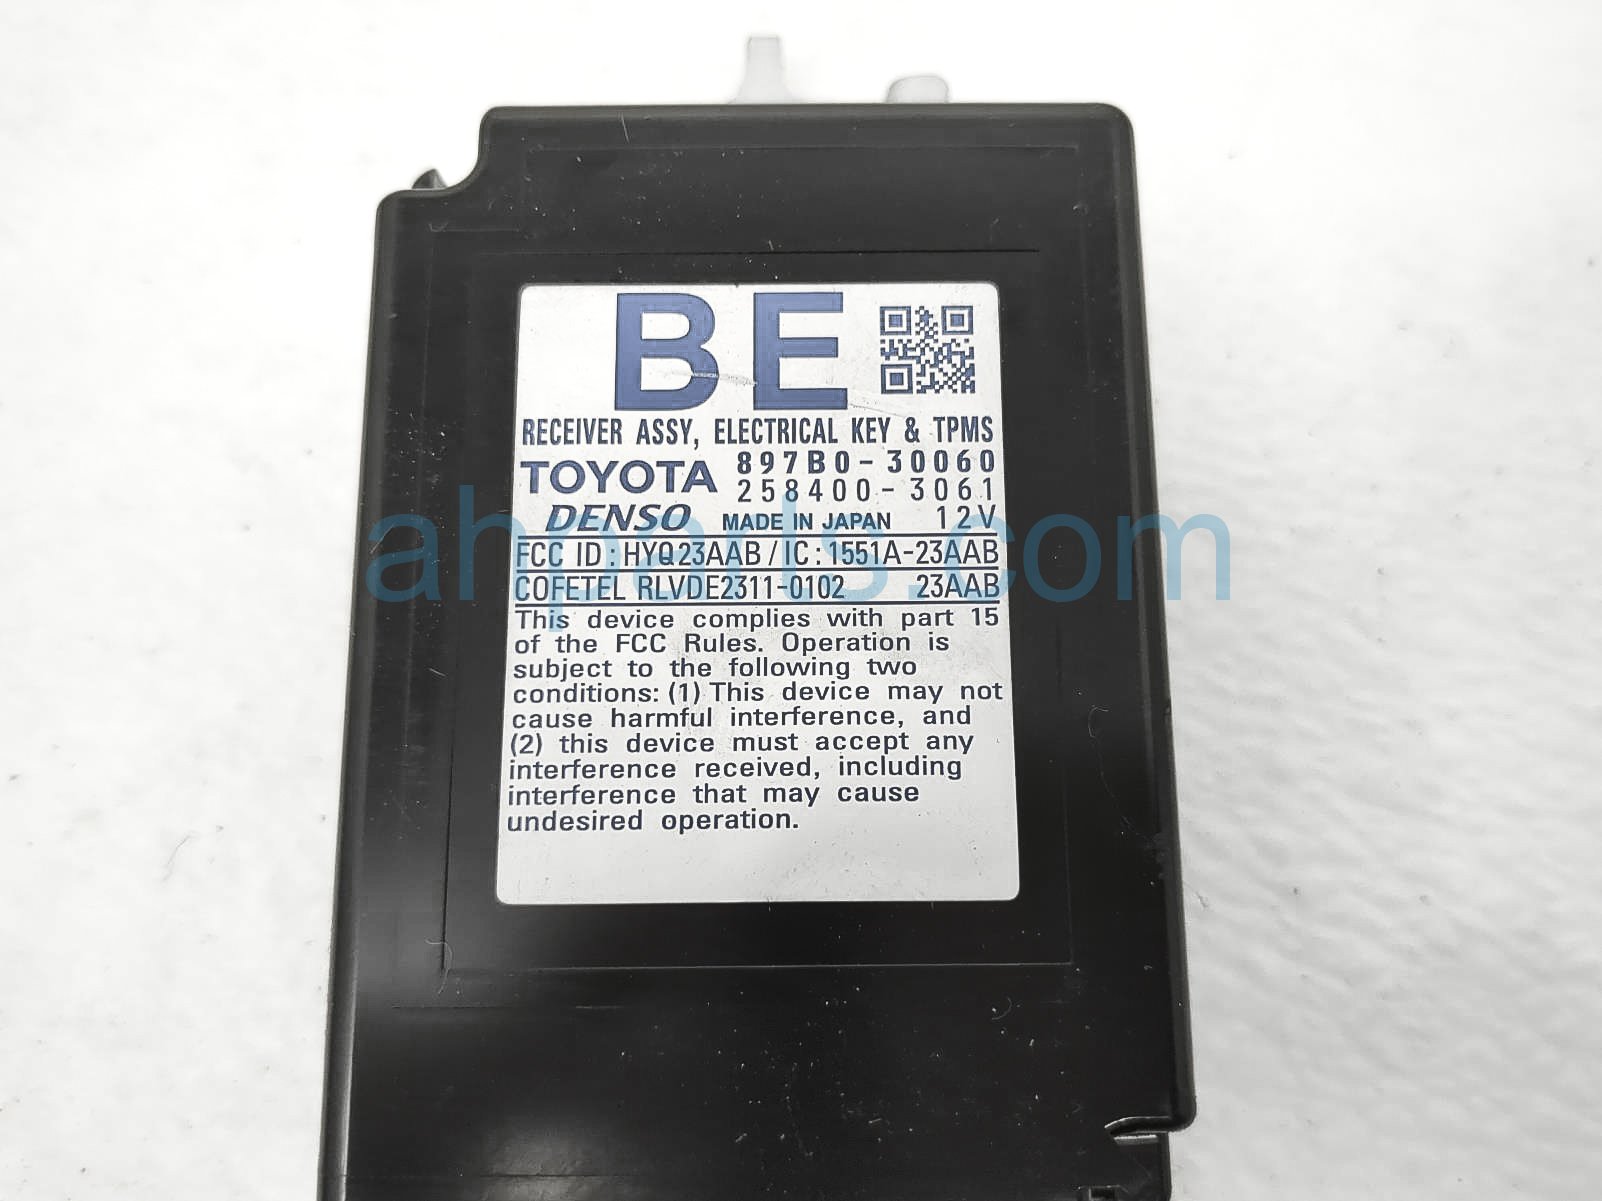 BE
RECEIVER ASSY, ELECTRICAL KEY & TPMS
TOYOTA 897B0-30060
258400-3061
DENSO MADE IN JAPAN 12V
FCC ID:HYQ23AAB/IC:1551A-23AAB
COFETEL RLVDE2311-0102 23AAB
This device complies with part 15
of the FCC Rules. Operation is
subject to the following two
conditions: (1) This device may not
cause harmful interference, and
(2) this device must accept any
interference received, including
interference that may cause
undesired operation.
ahparts.com